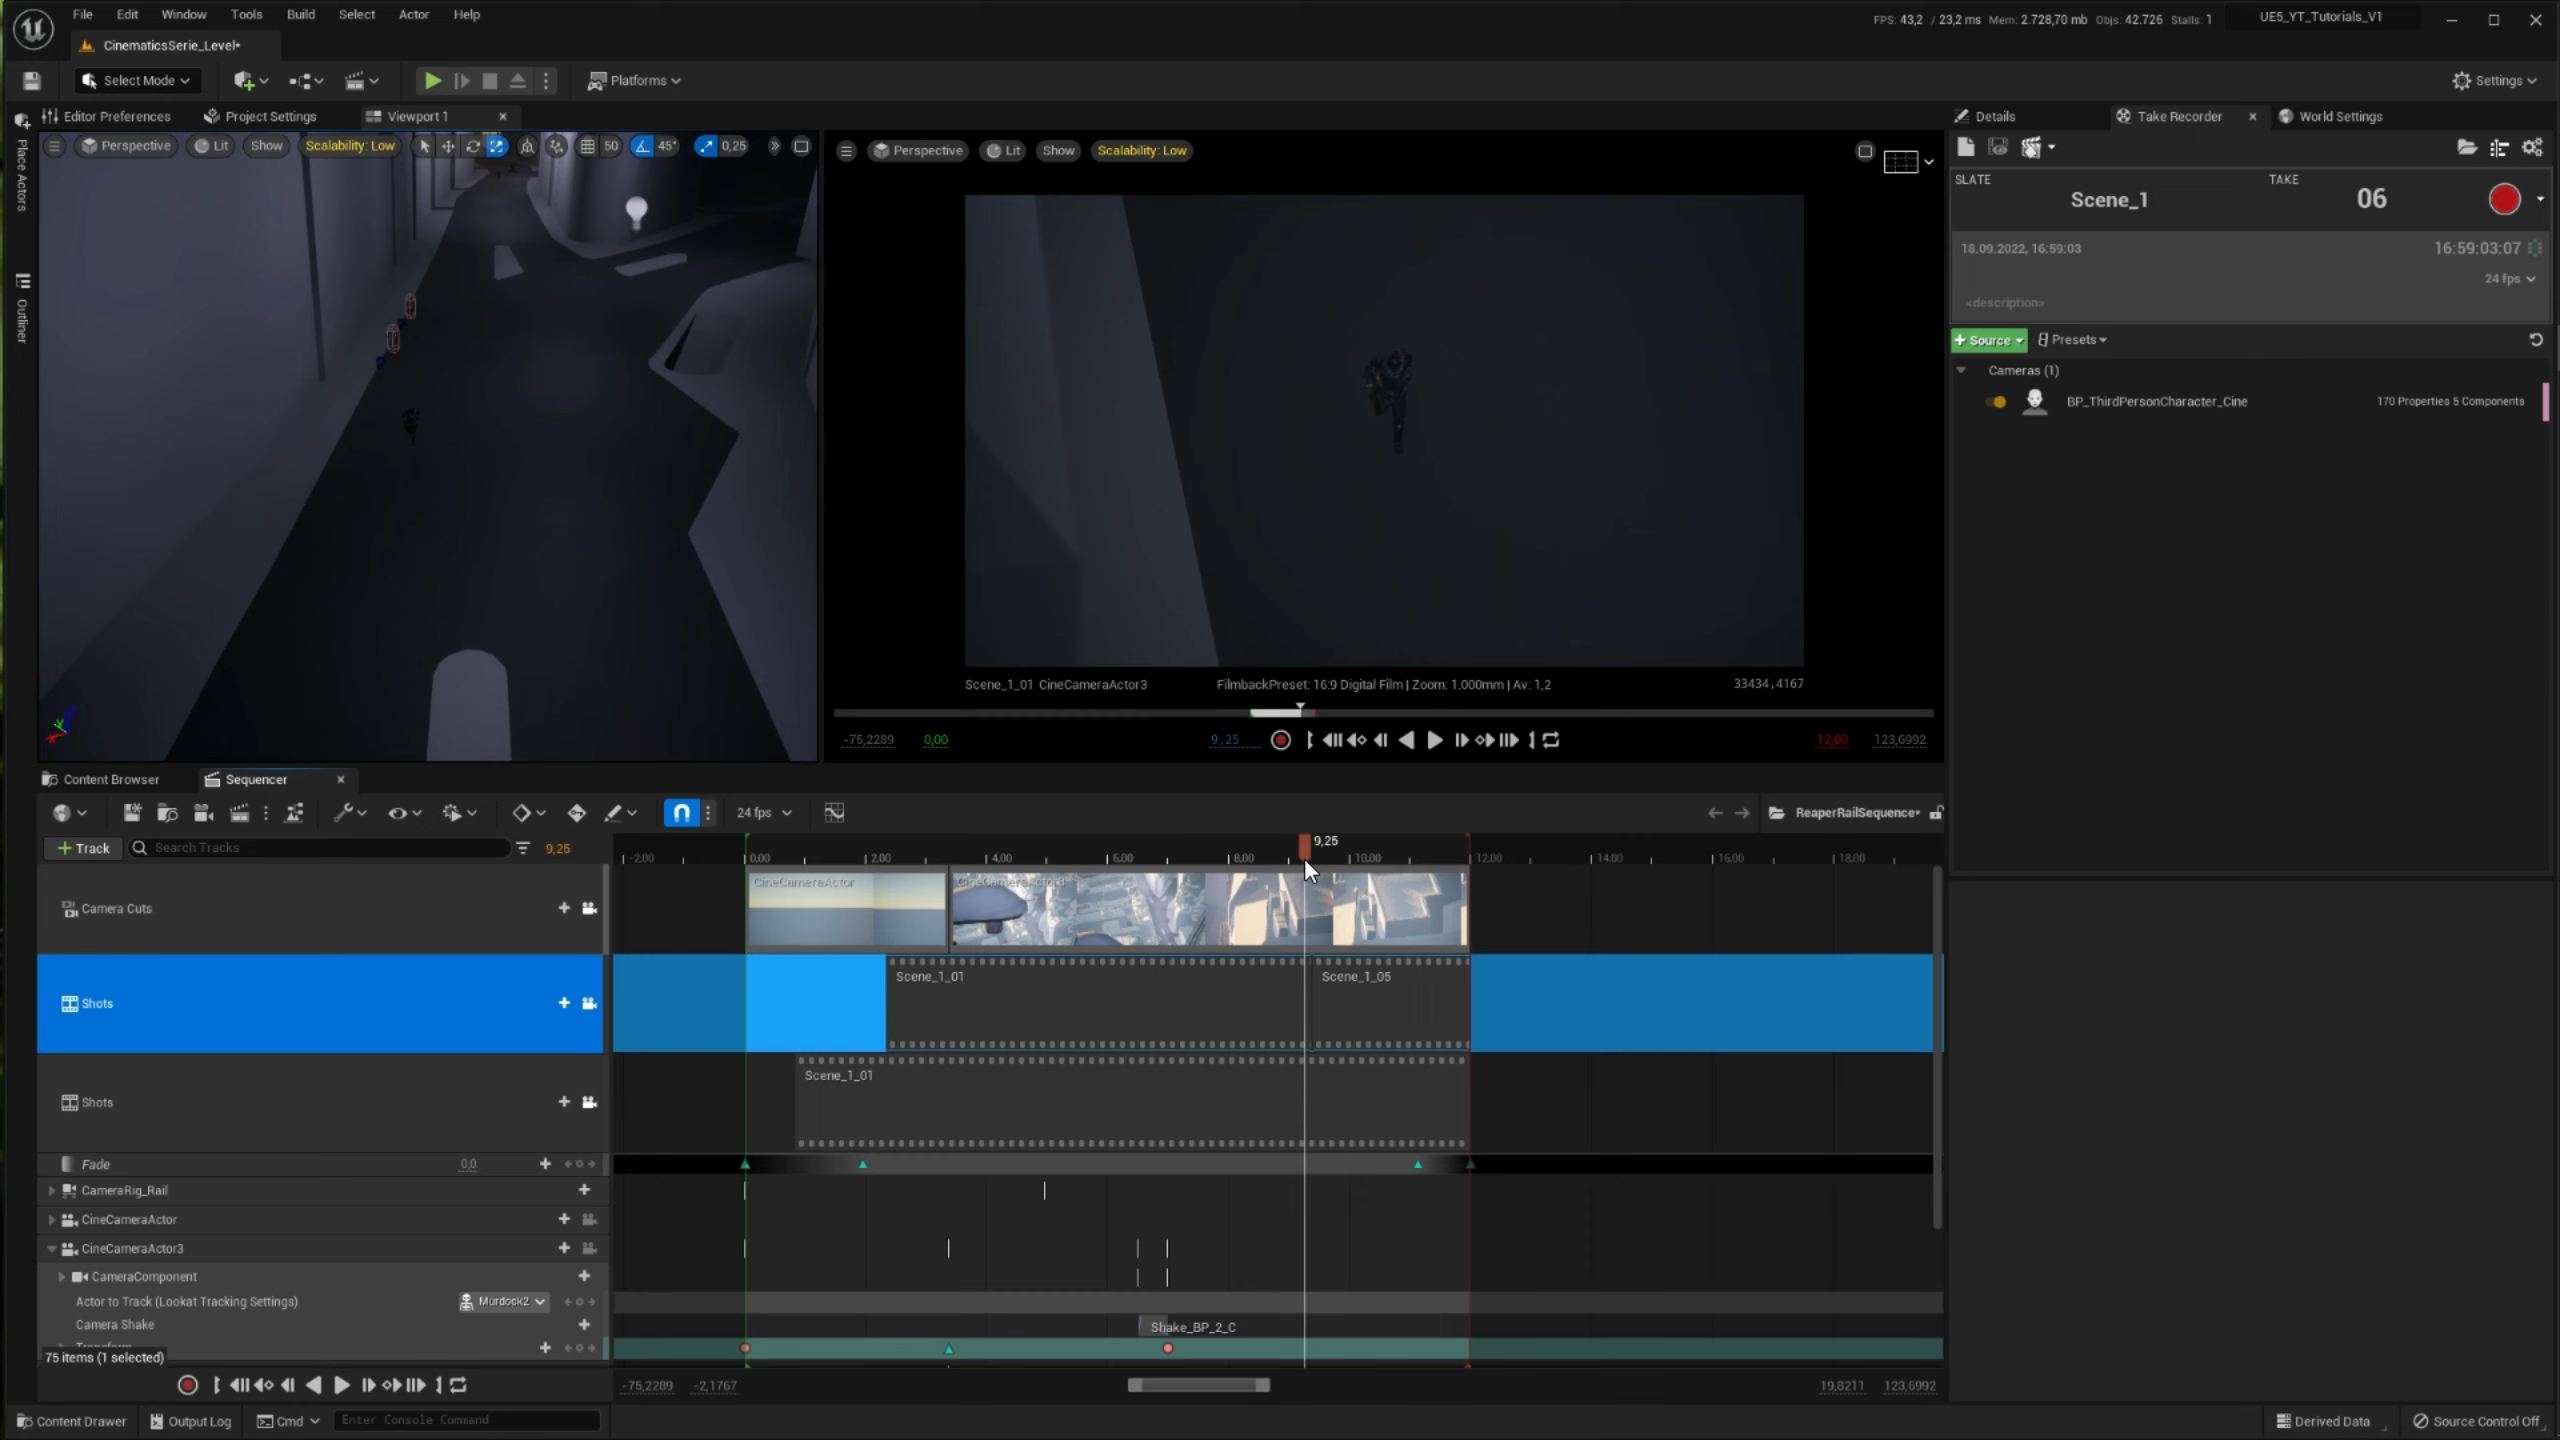 File Edit Window Tools Build Select Actor Help
FPS: 43,2 / 23,2 ms Mem: 2.728,70 mb Objs: 42.726 Stalls: 1
UE5_YT_Tutorials_V1
CinematicsSerie_Level*
Select Mode
Platforms
Settings
Editor Preferences
Project Settings
Viewport 1
Details
Take Recorder
World Settings
Place Actors
Outliner
Perspective Lit Show Scalability: Low 50 45° 0,25
Perspective Lit Show Scalability: Low
SLATE
Scene_1
TAKE
06
18.09.2022, 16:59:03
16:59:03:07
24 fps
<description>
+ Source
Presets
Cameras (1)
BP_ThirdPersonCharacter_Cine
170 Properties 5 Components
Scene_1_01 CineCameraActor3
FilmbackPreset: 16:9 Digital Film | Zoom: 1.000mm | Av: 1,2
33434,4167
-75,2289 0,00 9,25 12,00 123,6992
Content Browser
Sequencer
24 fps
ReaperRailSequence*
+ Track
Search Tracks
9,25
9,25
-2,00 0,00 2,00 4,00 6,00 8,00 10,00 12,00 14,00 16,00 18,00
Camera Cuts
CineCameraActor
CineCameraActor3
Shots
Scene_1_01
Scene_1_05
Shots
Scene_1_01
Fade
0,0
CameraRig_Rail
CineCameraActor
CineCameraActor3
CameraComponent
Actor to Track (Lookat Tracking Settings)
Murdock2
Camera Shake
Shake_BP_2_C
Transform
75 items (1 selected)
-75,2289 -2,1767 19,8211 123,6992
Content Drawer
Output Log
Cmd
Enter Console Command
Derived Data
Source Control Off